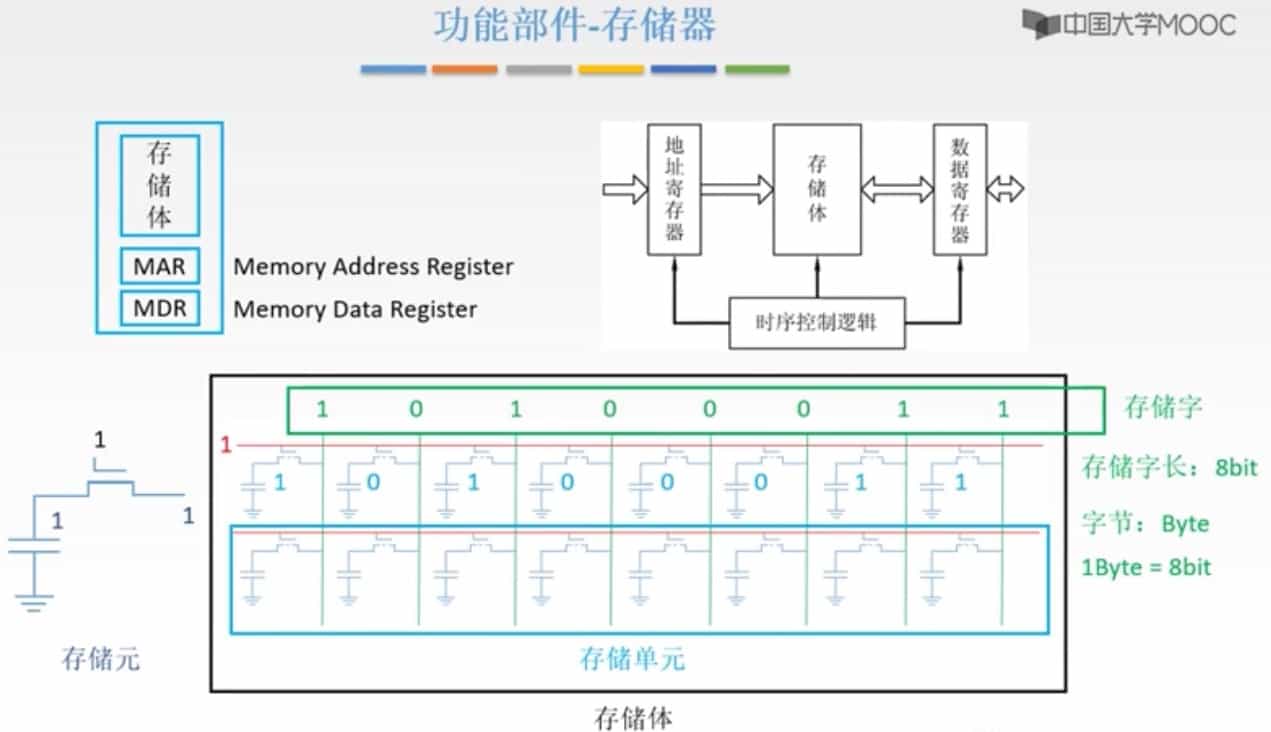 功能部件-存储器
中国大学MOOC
存储体
MAR Memory Address Register
MDR Memory Data Register
地址寄存器
存储体
数据寄存器
时序控制逻辑
1 0 1 0 0 0 1 1
存储字
1
1 0 1 0 0 0 1 1
存储字长：8bit
字节：Byte
1Byte = 8bit
1
1
1
存储元
存储单元
存储体